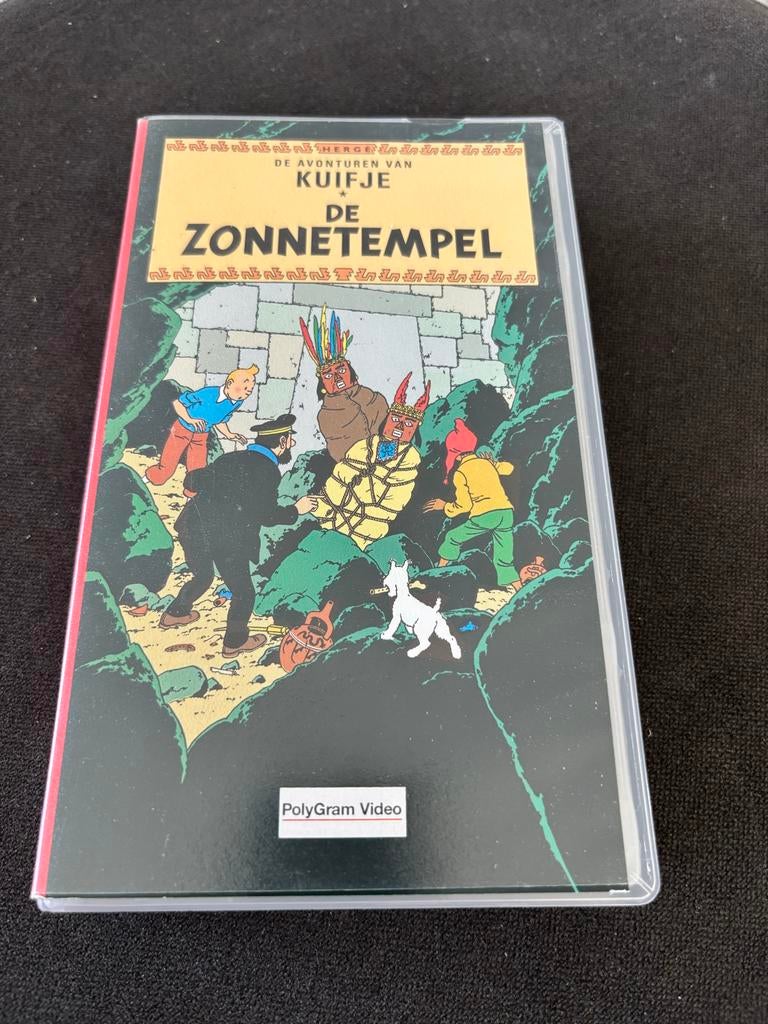 HERGÉ
DE AVONTUREN VAN
KUIFJE
*
DE
ZONNETEMPEL
PolyGram Video